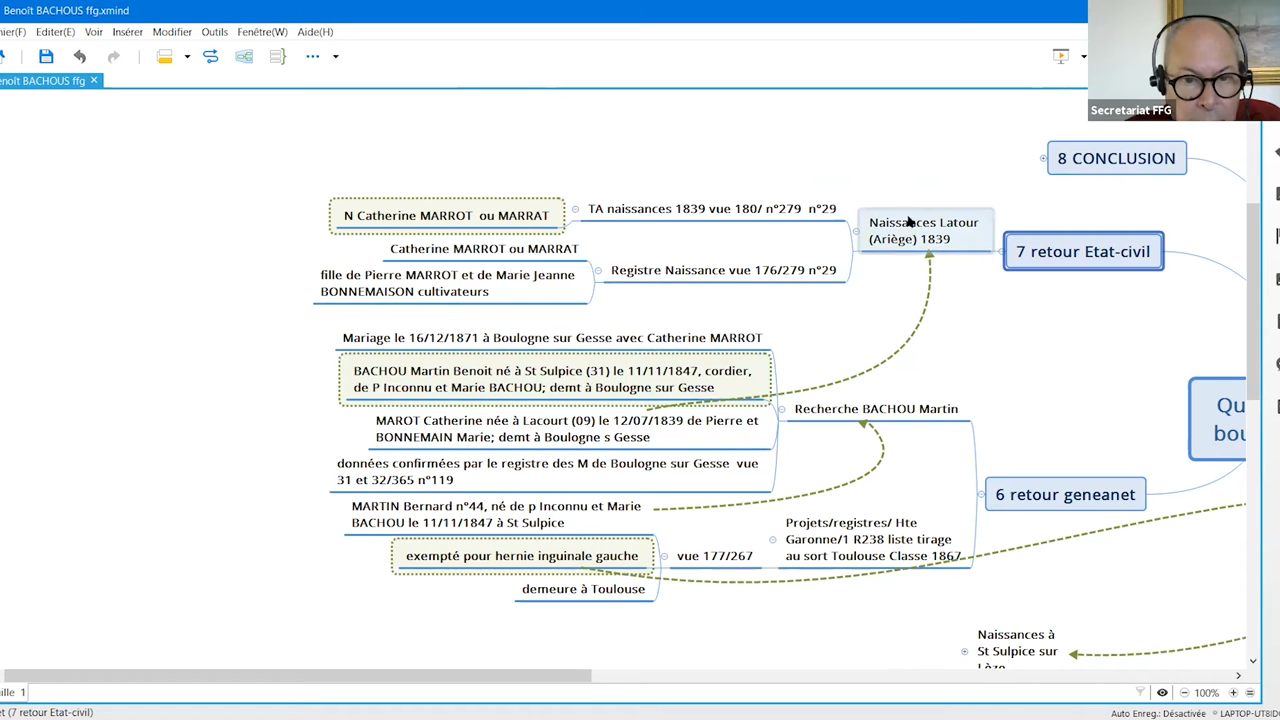 Benoît BACHOUS ffg.xmind
Editer(E) Voir Insérer Modifier Outils Fenêtre(W) Aide(H)
Secretariat FFG
8 CONCLUSION
N Catherine MARROT ou MARRAT
TA naissances 1839 vue 180/ n°279 n°29
Naissances Latour
(Ariège) 1839
7 retour Etat-civil
Catherine MARROT ou MARRAT
fille de Pierre MARROT et de Marie Jeanne
BONNEMAISON cultivateurs
Registre Naissance vue 176/279 n°29
Mariage le 16/12/1871 à Boulogne sur Gesse avec Catherine MARROT
BACHOU Martin Benoit né à St Sulpice (31) le 11/11/1847, cordier,
de P Inconnu et Marie BACHOU; demt à Boulogne sur Gesse
MAROT Catherine née à Lacourt (09) le 12/07/1839 de Pierre et
BONNEMAIN Marie; demt à Boulogne s Gesse
données confirmées par le registre des M de Boulogne sur Gesse vue
31 et 32/365 n°119
Recherche BACHOU Martin
Qu
bou
6 retour geneanet
MARTIN Bernard n°44, né de p Inconnu et Marie
BACHOU le 11/11/1847 à St Sulpice
exempté pour hernie inguinale gauche
demeure à Toulouse
vue 177/267
Projets/registres/ Hte
Garonne/1 R238 liste tirage
au sort Toulouse Classe 1867
Naissances à
St Sulpice sur
Lèze
100%
(7 retour Etat-civil)
Auto Enreg.: Désactivée